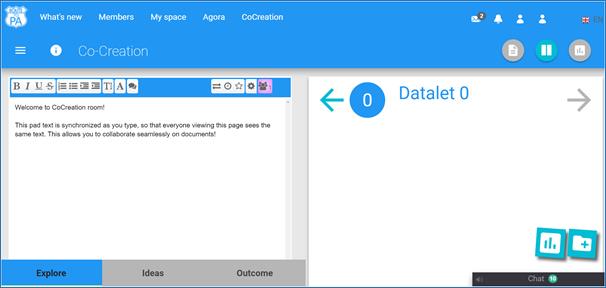 What's new Members My space Agora CoCreation 2 EN
PA
Co-Creation
B I U S T A
Welcome to CoCreation room!
This pad text is synchronized as you type, so that everyone viewing this page sees the
same text. This allows you to collaborate seamlessly on documents!
0 Datalet 0
Explore Ideas Outcome
Chat 10